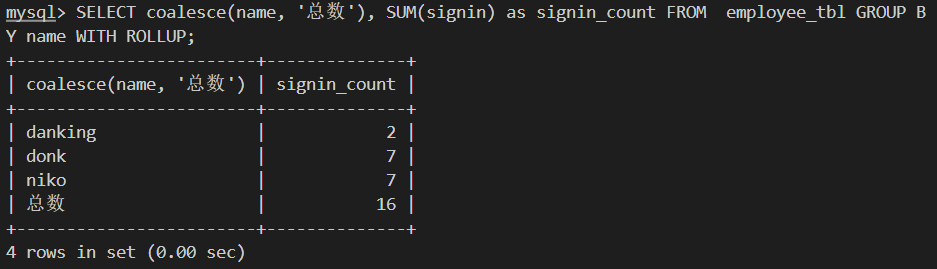 mysql> SELECT coalesce(name, '总数'), SUM(signin) as signin_count FROM  employee_tbl GROUP B
Y name WITH ROLLUP;
+------------------------+--------------+
| coalesce(name, '总数') | signin_count |
+------------------------+--------------+
| danking                |            2 |
| donk                   |            7 |
| niko                   |            7 |
| 总数                   |           16 |
+------------------------+--------------+
4 rows in set (0.00 sec)